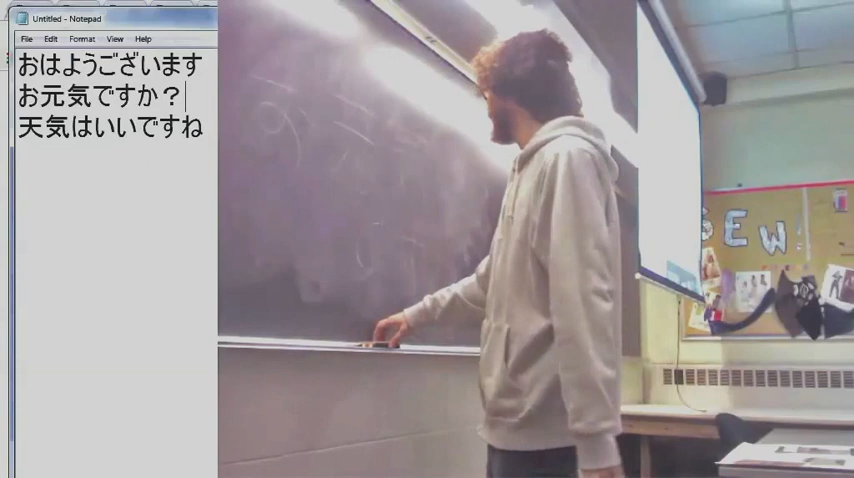 Untitled - Notepad
File Edit Format View Help
おはようございます
お元気ですか？
天気はいいですね
SEW